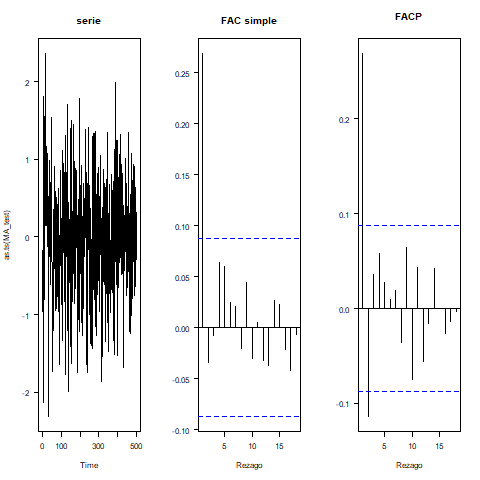 serie
FAC simple
FACP
as.ts(MA_test)
2
1
0
-1
-2
0.25
0.20
0.15
0.10
0.05
0.00
-0.05
-0.10
0.2
0.1
0.0
-0.1
0 100 300 500
5 10 15
5 10 15
Time
Rezago
Rezago